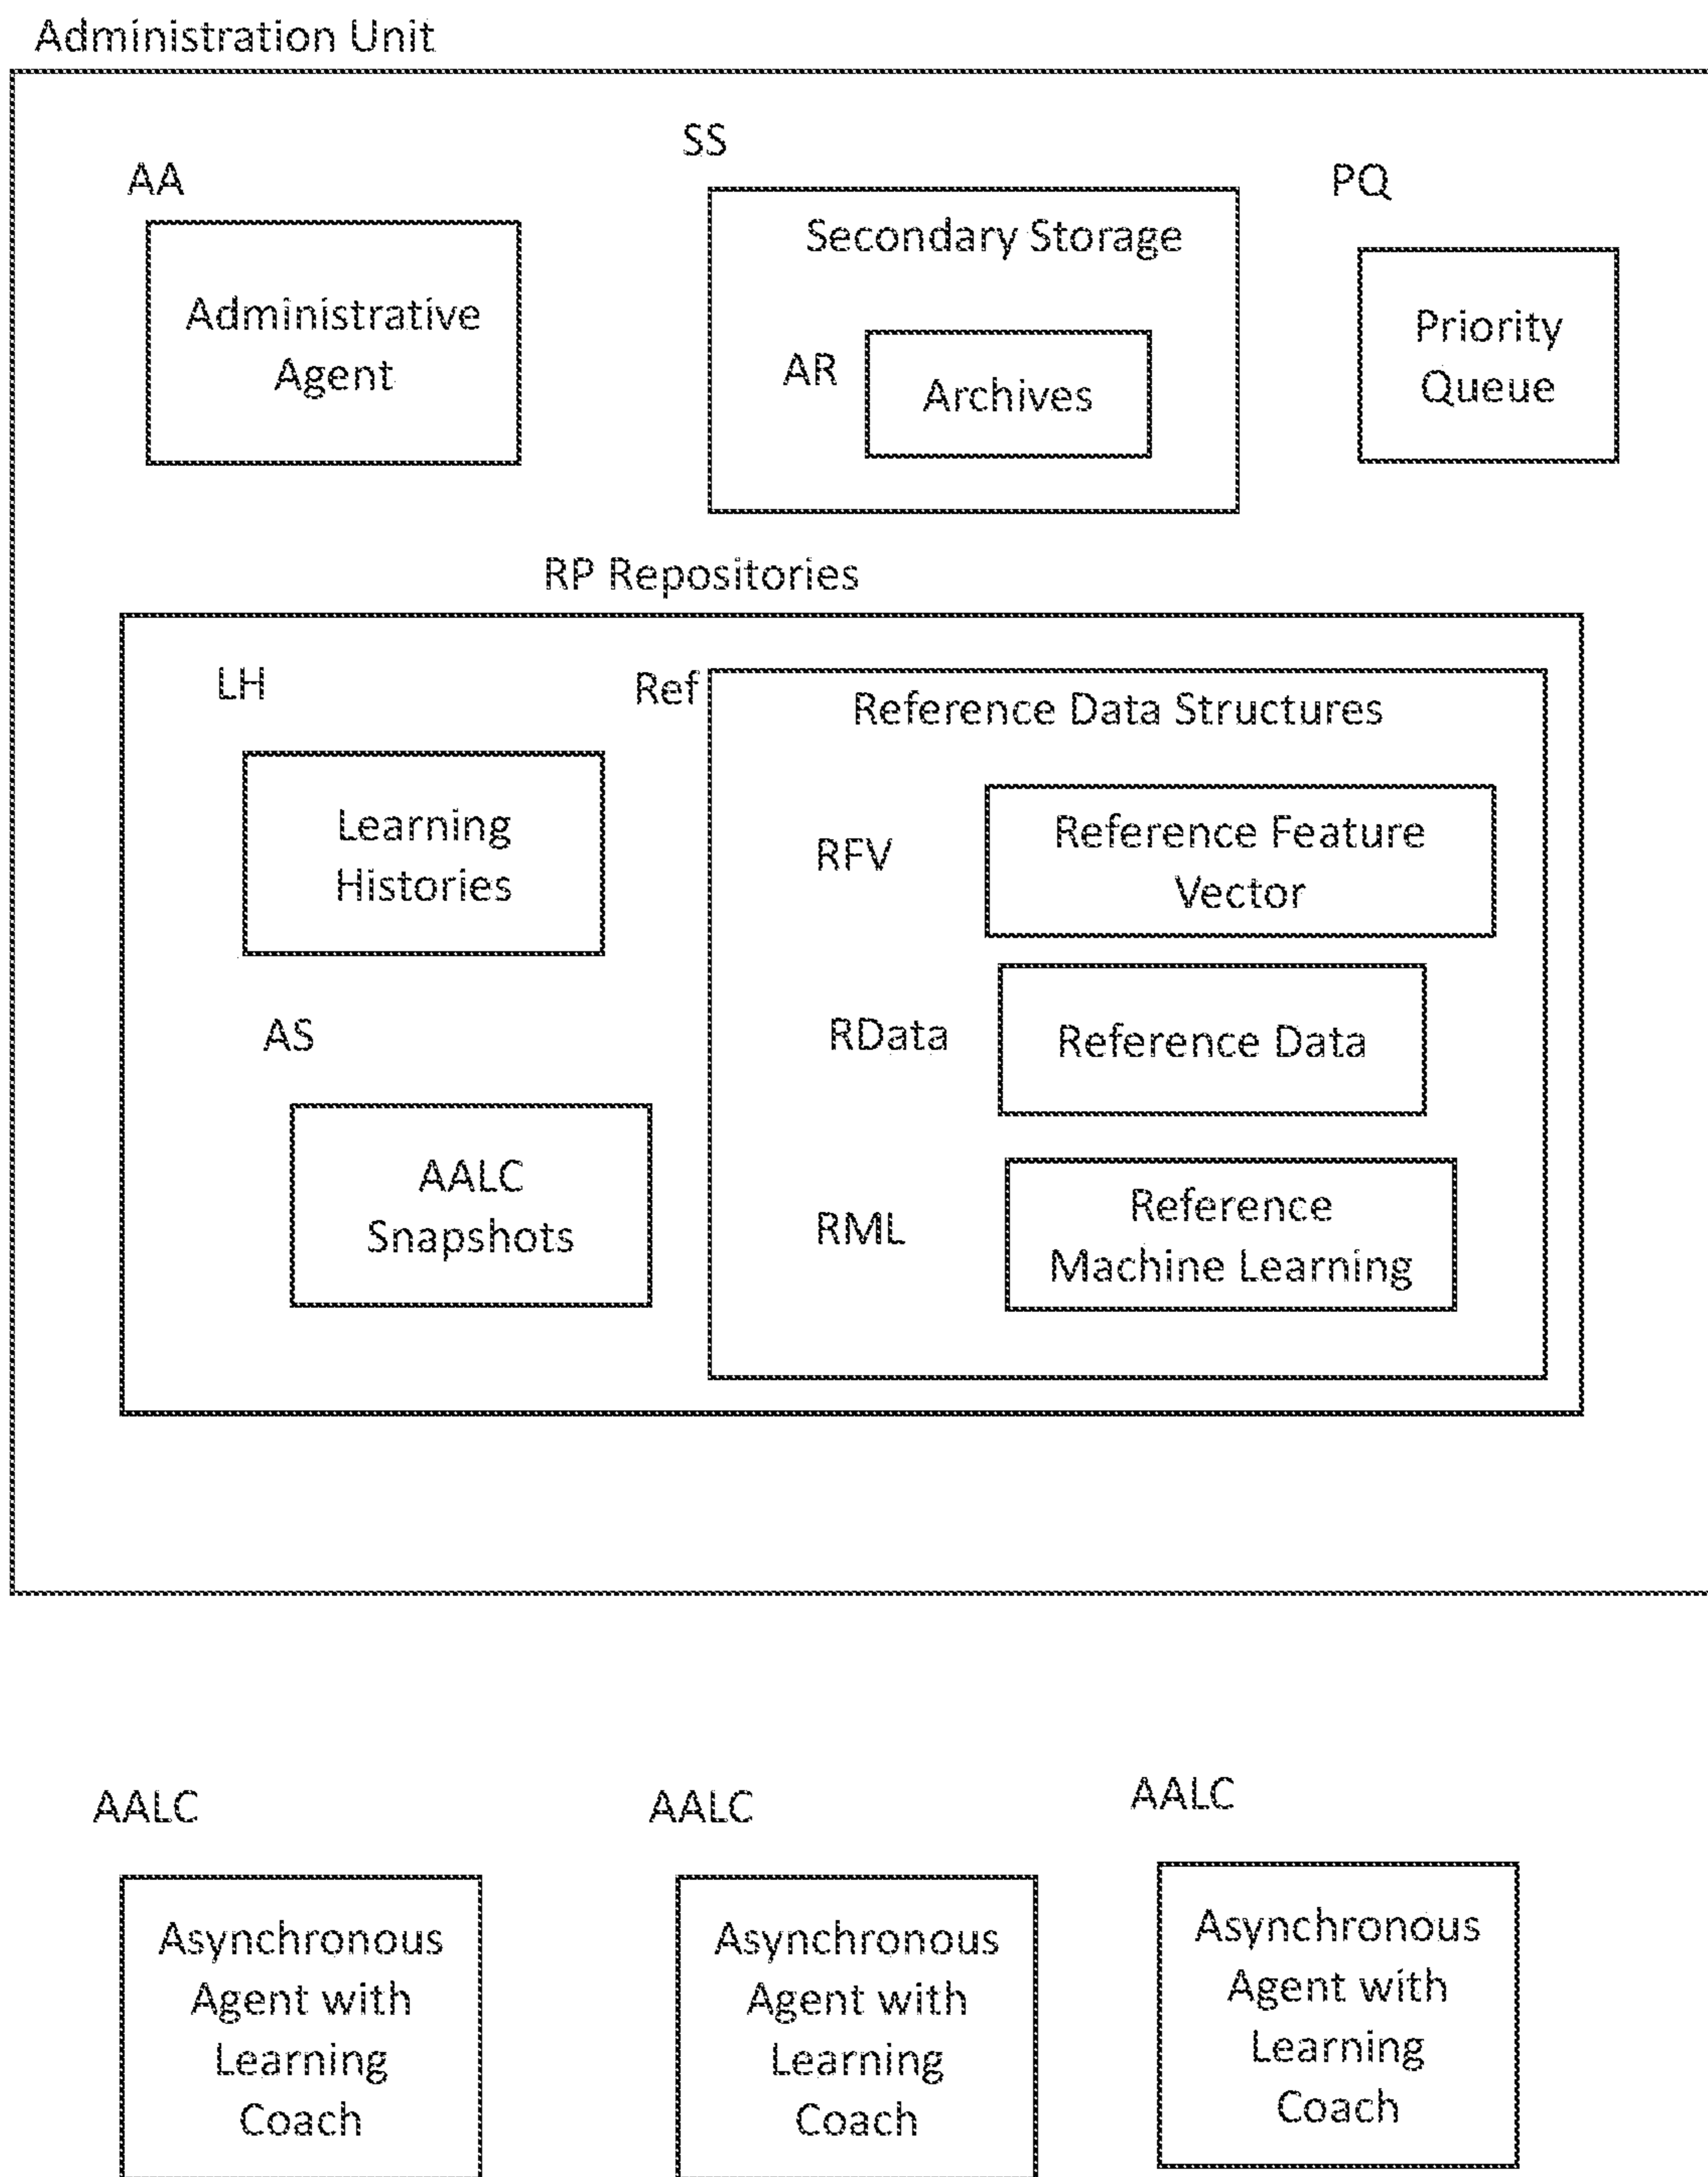 Administration Unit
AA
SS
PQ
Administrative
Agent
Secondary Storage
AR
Archives
Priority
Queue
RP Repositories
LH
Learning
Histories
AS
AALC
Snapshots
Ref
Reference Data Structures
RFV
Reference Feature
Vector
RData
Reference Data
RML
Reference
Machine Learning
AALC
Asynchronous
Agent with
Learning
Coach
AALC
Asynchronous
Agent with
Learning
Coach
AALC
Asynchronous
Agent with
Learning
Coach